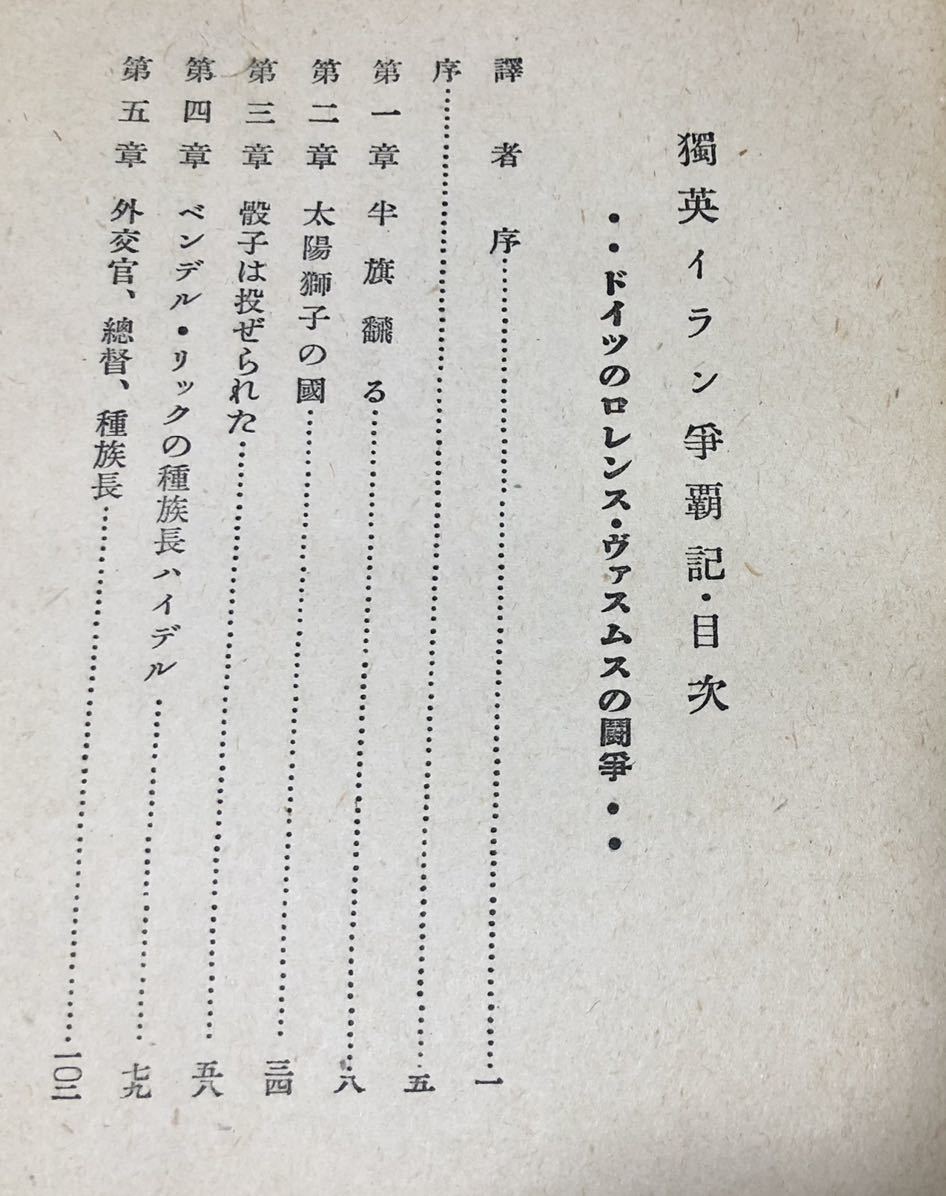 獨英イラン爭覇記・目次
・・ドイツのロレンス・ヴァスムスの鬪爭・・
譯者序……一
序……五
第一章 半旗飜る……八
第二章 太陽獅子の國……三四
第三章 骰子は投ぜられた……五八
第四章 ベンデル・リックの種族長ハイデル……七九
第五章 外交官、總督、種族長……一〇二